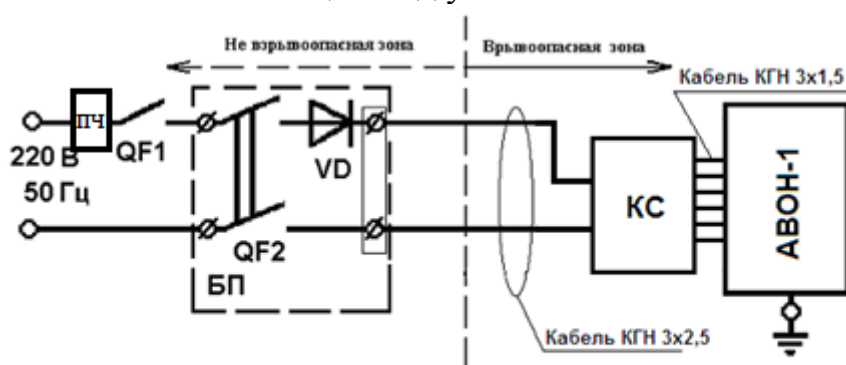 Не взрывоопасная зона
Врывоопасная зона
Кабель КГН 3х1,5
ПЧ
220 В
QF1
VD
50 Гц
КС
АВОН-1
QF2
БП
Кабель КГН 3х2,5